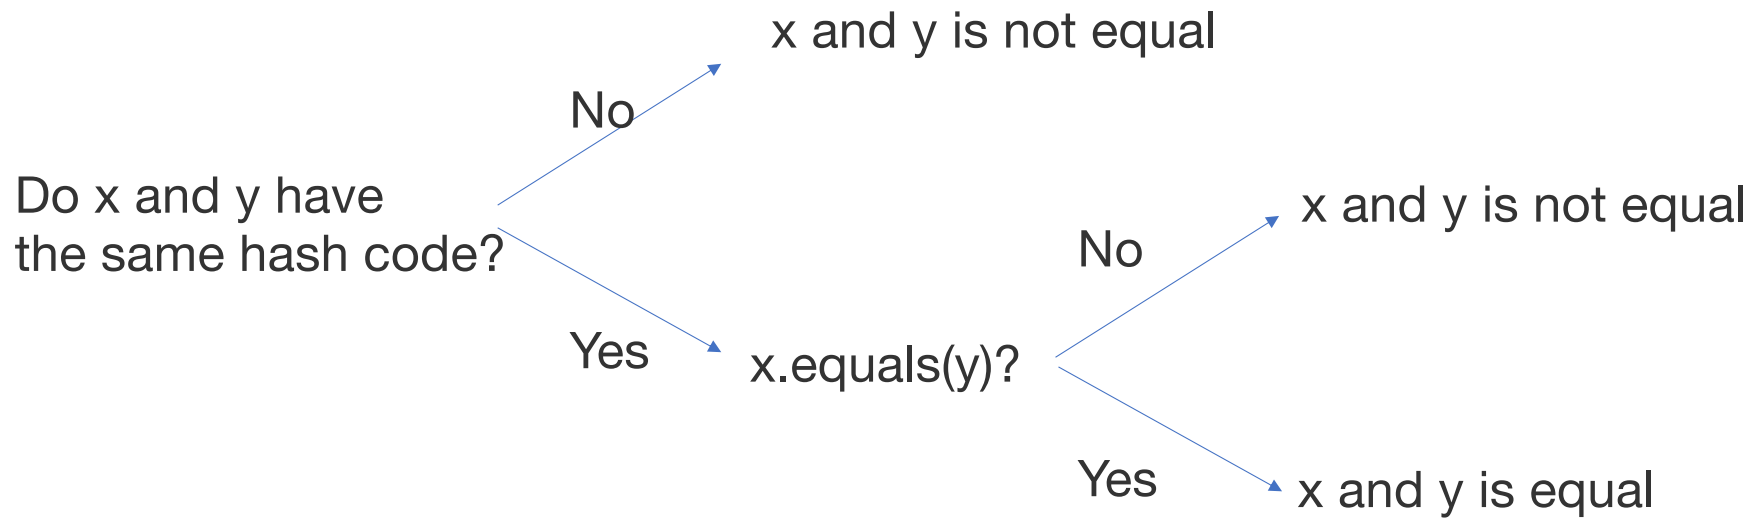 x and y is not equal
No
Do x and y have
the same hash code?
x and y is not equal
No
Yes
x.equals(y)?
Yes
x and y is equal